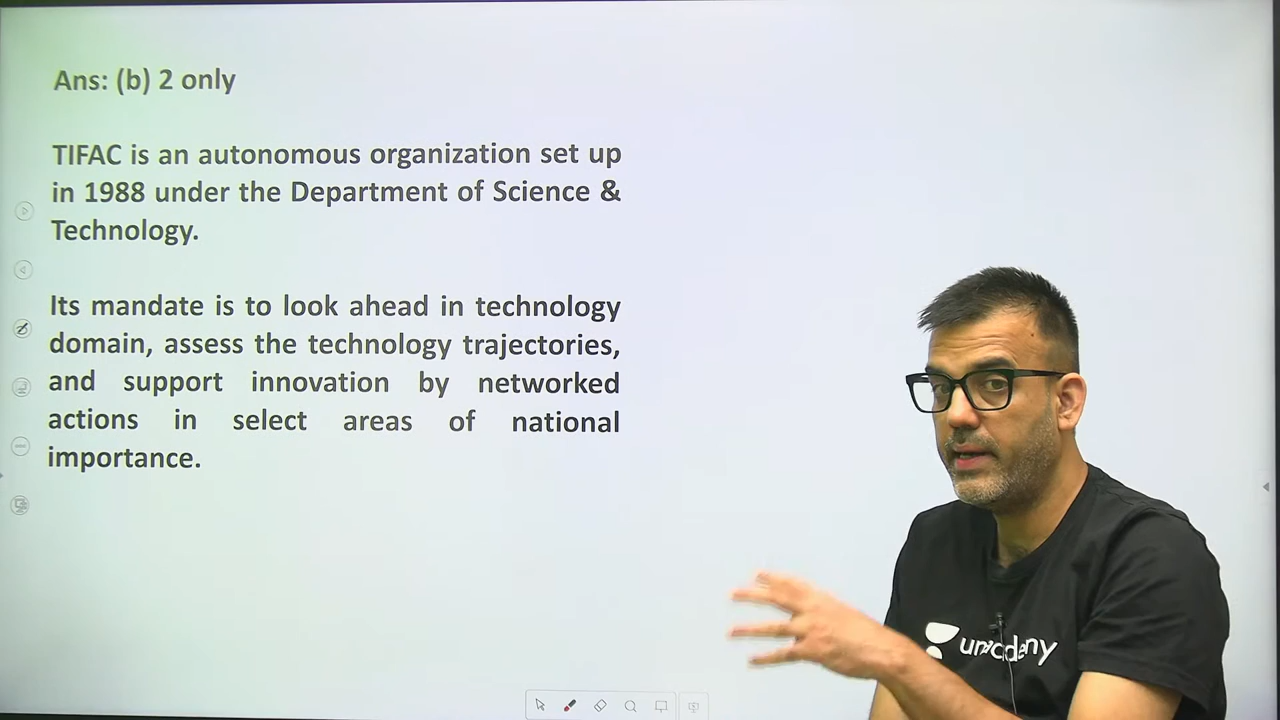 Ans: (b) 2 only
TIFAC is an autonomous organization set up
in 1988 under the Department of Science &
Technology.
Its mandate is to look ahead in technology
domain, assess the technology trajectories,
and support innovation by networked
actions in select areas of national
importance.
unacademy